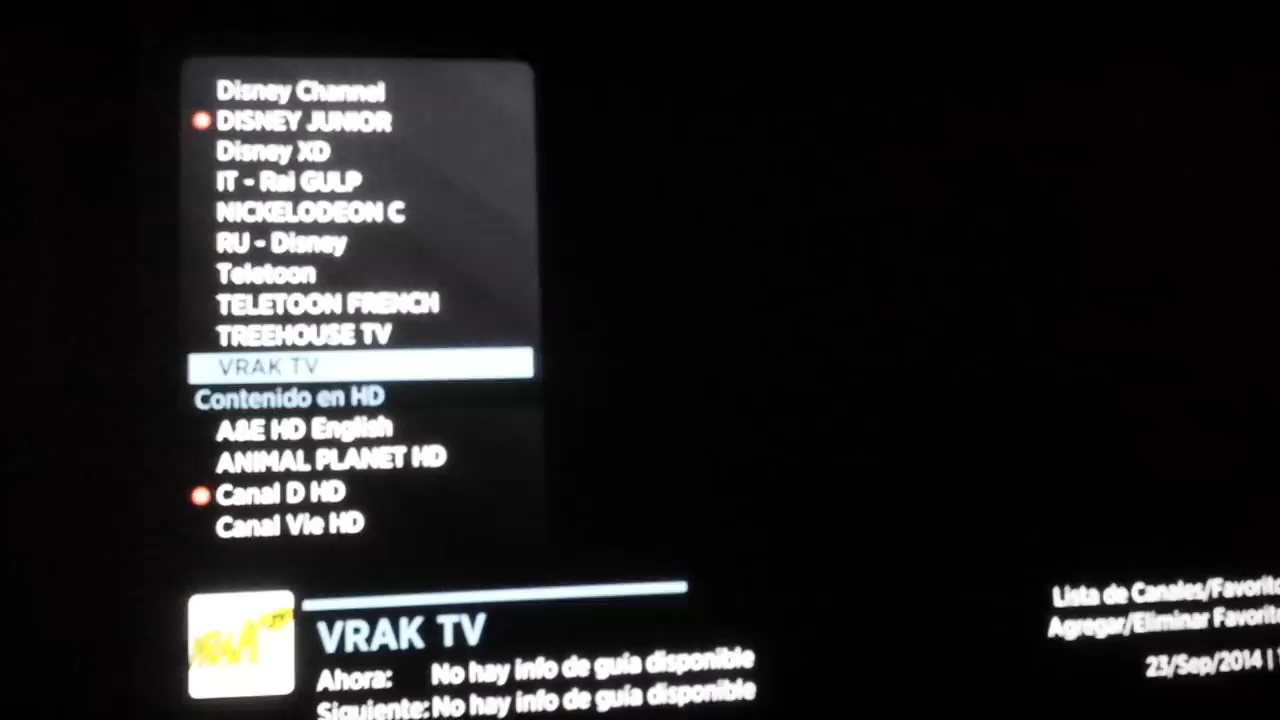 Disney Channel
DISNEY JUNIOR
Disney XD
IT - Rai GULP
NICKELODEON C
RU - Disney
Teletoon
TELETOON FRENCH
TREEHOUSE TV
VRAK TV
Contenido en HD
A&E HD English
ANIMAL PLANET HD
Canal D HD
Canal Vie HD
VRAK TV
Ahora: No hay info de guía disponible
Siguiente: No hay info de guía disponible
Lista de Canales/Favorito
Agregar/Eliminar Favorito
23/Sep/2014 | 1